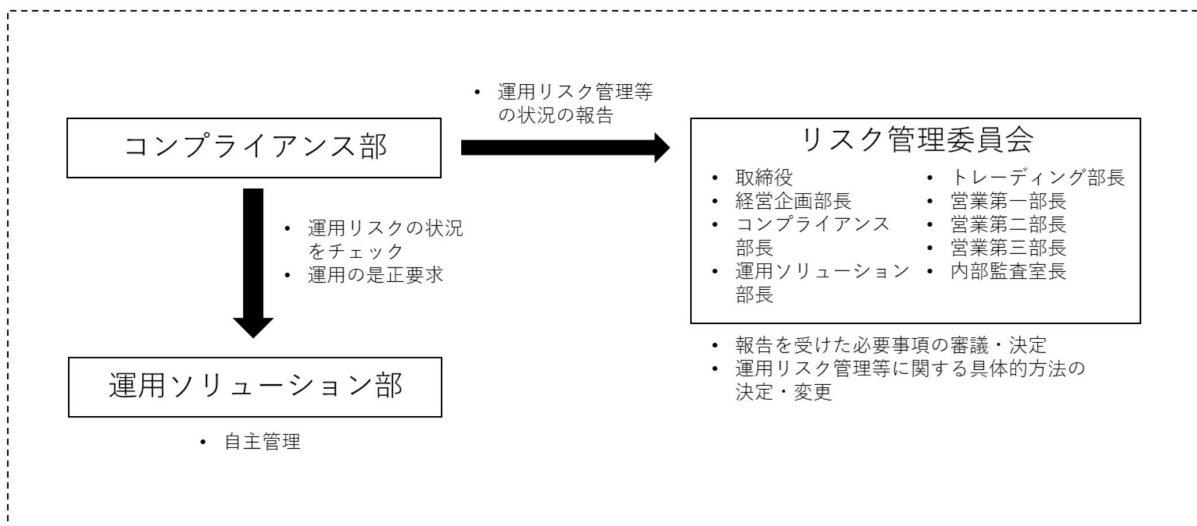 • 運用リスク管理等
の状況の報告
コンプライアンス部
• 運用リスクの状況
をチェック
• 運用の是正要求
運用ソリューション部
• 自主管理
リスク管理委員会
• 取締役
• 経営企画部長
• コンプライアンス
部長
• 運用ソリューション
部長
• トレーディング部長
• 営業第一部長
• 営業第二部長
• 営業第三部長
• 内部監査室長
• 報告を受けた必要事項の審議・決定
• 運用リスク管理等に関する具体的方法の
決定・変更